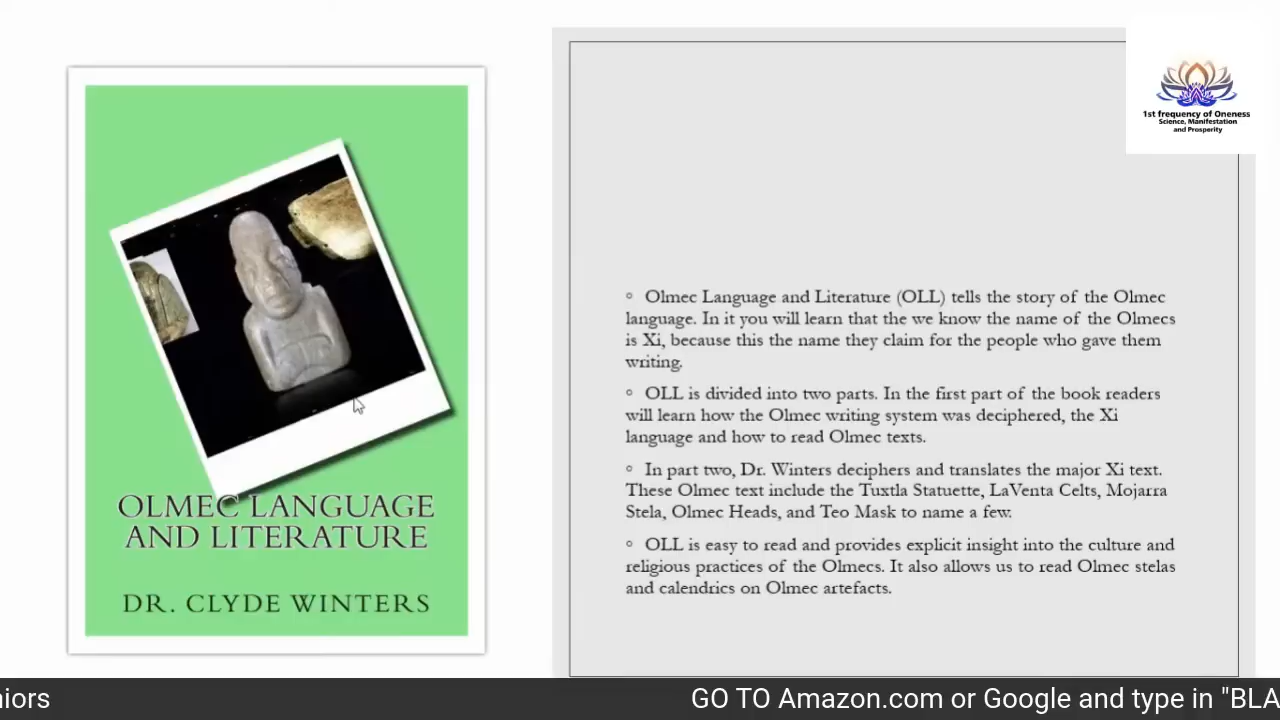 1st frequency of Oneness
Science, Manifestation
and Prosperity
◦ Olmec Language and Literature (OLL) tells the story of the Olmec
language. In it you will learn that the we know the name of the Olmecs
is Xi, because this the name they claim for the people who gave them
writing.
◦ OLL is divided into two parts. In the first part of the book readers
will learn how the Olmec writing system was deciphered, the Xi
language and how to read Olmec texts.
◦ In part two, Dr. Winters deciphers and translates the major Xi text.
These Olmec text include the Tuxtla Statuette, LaVenta Celts, Mojarra
Stela, Olmec Heads, and Teo Mask to name a few.
◦ OLL is easy to read and provides explicit insight into the culture and
religious practices of the Olmecs. It also allows us to read Olmec stelas
and calendrics on Olmec artefacts.
OLMEC LANGUAGE
AND LITERATURE
DR. CLYDE WINTERS
niors GO TO Amazon.com or Google and type in "BLA